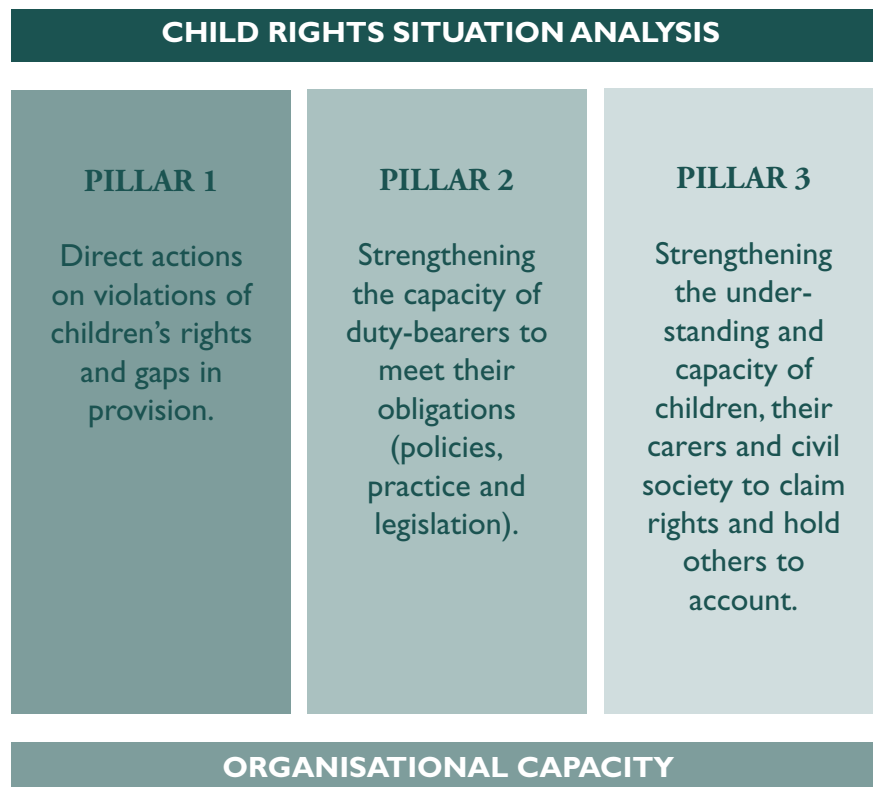 CHILD RIGHTS SITUATION ANALYSIS
PILLAR 1
Direct actions
on violations of
children’s rights
and gaps in
provision.
PILLAR 2
Strengthening
the capacity of
duty-bearers to
meet their
obligations
(policies,
practice and
legislation).
PILLAR 3
Strengthening
the under-
standing and
capacity of
children, their
carers and civil
society to claim
rights and hold
others to
account.
ORGANISATIONAL CAPACITY